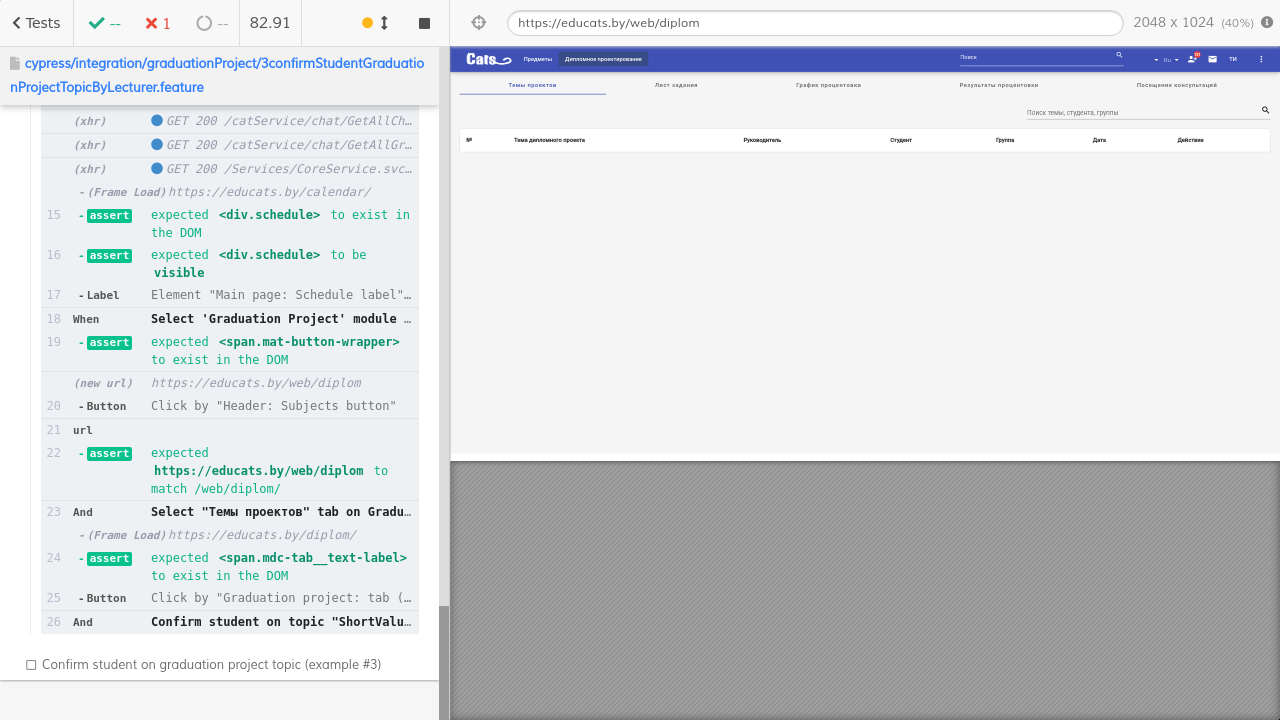 Tests
--
1
--
82.91
https://educats.by/web/diplom
2048 x 1024 (40%)
cypress/integration/graduationProject/3confirmStudentGraduatio
nProjectTopicByLecturer.feature
(xhr) GET 200 /catService/chat/GetAllCh…
(xhr) GET 200 /catService/chat/GetAllGr…
(xhr) GET 200 /Services/CoreService.svc…
-(Frame Load) https://educats.by/calendar/
15 -assert expected <div.schedule> to exist in
the DOM
16 -assert expected <div.schedule> to be
visible
17 -Label Element "Main page: Schedule label"…
18 When Select 'Graduation Project' module …
19 -assert expected <span.mat-button-wrapper>
to exist in the DOM
(new url) https://educats.by/web/diplom
20 -Button Click by "Header: Subjects button"
21 url
22 -assert expected
https://educats.by/web/diplom to
match /web/diplom/
23 And Select "Темы проектов" tab on Gradu…
-(Frame Load) https://educats.by/diplom/
24 -assert expected <span.mdc-tab__text-label>
to exist in the DOM
25 -Button Click by "Graduation project: tab (…
26 And Confirm student on topic "ShortValu…
Confirm student on graduation project topic (example #3)
Cats Предметы Дипломное проектирование Поиск Ru ТИ
Темы проектов Лист задания График процентовки Результаты процентовки Посещение консультаций
Поиск темы, студента, группы
№ Тема дипломного проекта Руководитель Студент Группа Дата Действие